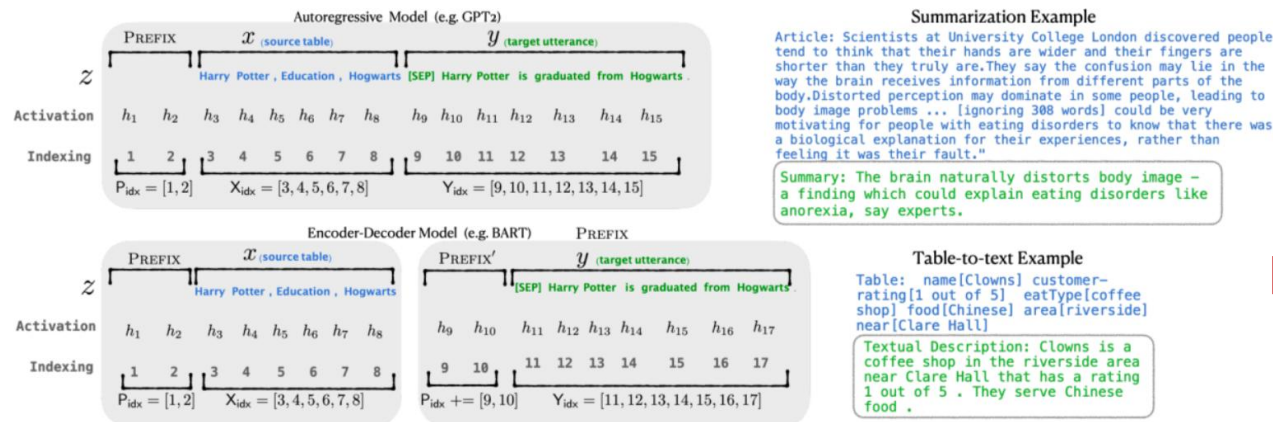 Autoregressive Model (e.g. GPT2)
PREFIX x (source table) y (target utterance)
z Harry Potter , Education , Hogwarts [SEP] Harry Potter is graduated from Hogwarts .
Activation h1 h2 h3 h4 h5 h6 h7 h8 h9 h10 h11 h12 h13 h14 h15
Indexing 1 2 3 4 5 6 7 8 9 10 11 12 13 14 15
Pidx = [1, 2] Xidx = [3, 4, 5, 6, 7, 8] Yidx = [9, 10, 11, 12, 13, 14, 15]
Encoder-Decoder Model (e.g. BART) PREFIX
PREFIX x (source table) PREFIX′ y (target utterance)
z Harry Potter , Education , Hogwarts [SEP] Harry Potter is graduated from Hogwarts .
Activation h1 h2 h3 h4 h5 h6 h7 h8 h9 h10 h11 h12 h13 h14 h15 h16 h17
Indexing 1 2 3 4 5 6 7 8 9 10 11 12 13 14 15 16 17
Pidx = [1, 2] Xidx = [3, 4, 5, 6, 7, 8] Pidx += [9, 10] Yidx = [11, 12, 13, 14, 15, 16, 17]
Summarization Example
Article: Scientists at University College London discovered people
tend to think that their hands are wider and their fingers are
shorter than they truly are.They say the confusion may lie in the
way the brain receives information from different parts of the
body.Distorted perception may dominate in some people, leading to
body image problems ... [ignoring 308 words] could be very
motivating for people with eating disorders to know that there was
a biological explanation for their experiences, rather than
feeling it was their fault."
Summary: The brain naturally distorts body image –
a finding which could explain eating disorders like
anorexia, say experts.
Table-to-text Example
Table: name[Clowns] customer-
rating[1 out of 5] eatType[coffee
shop] food[Chinese] area[riverside]
near[Clare Hall]
Textual Description: Clowns is a
coffee shop in the riverside area
near Clare Hall that has a rating
1 out of 5 . They serve Chinese
food .